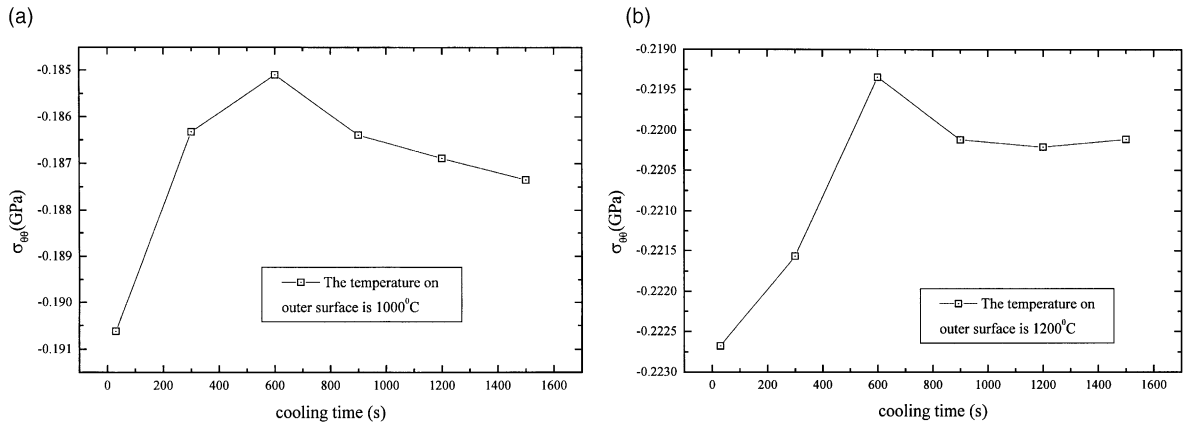 (a)
-0.185
-0.186
-0.187
-0.188
-0.189
-0.190
-0.191
σθθ(GPa)
The temperature on
outer surface is 1000⁰C
0 200 400 600 800 1000 1200 1400 1600
cooling time (s)
(b)
-0.2190
-0.2195
-0.2200
-0.2205
-0.2210
-0.2215
-0.2220
-0.2225
-0.2230
σθθ(GPa)
The temperature on
outer surface is 1200⁰C
0 200 400 600 800 1000 1200 1400 1600
cooling time (s)